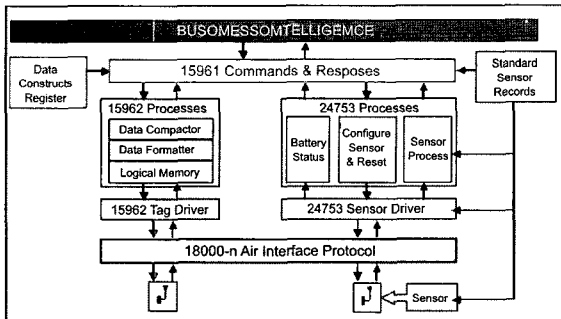 BUSOMESSOMTELLIGEMCE
Data
Constructs
Register
15961 Commands & Resposes
Standard
Sensor
Records
15962 Processes
Data Compactor
Data Formatter
Logical Memory
24753 Processes
Battery
Status
Configure
Sensor
& Reset
Sensor
Process
15962 Tag Driver
24753 Sensor Driver
18000-n Air Interface Protocol
Sensor